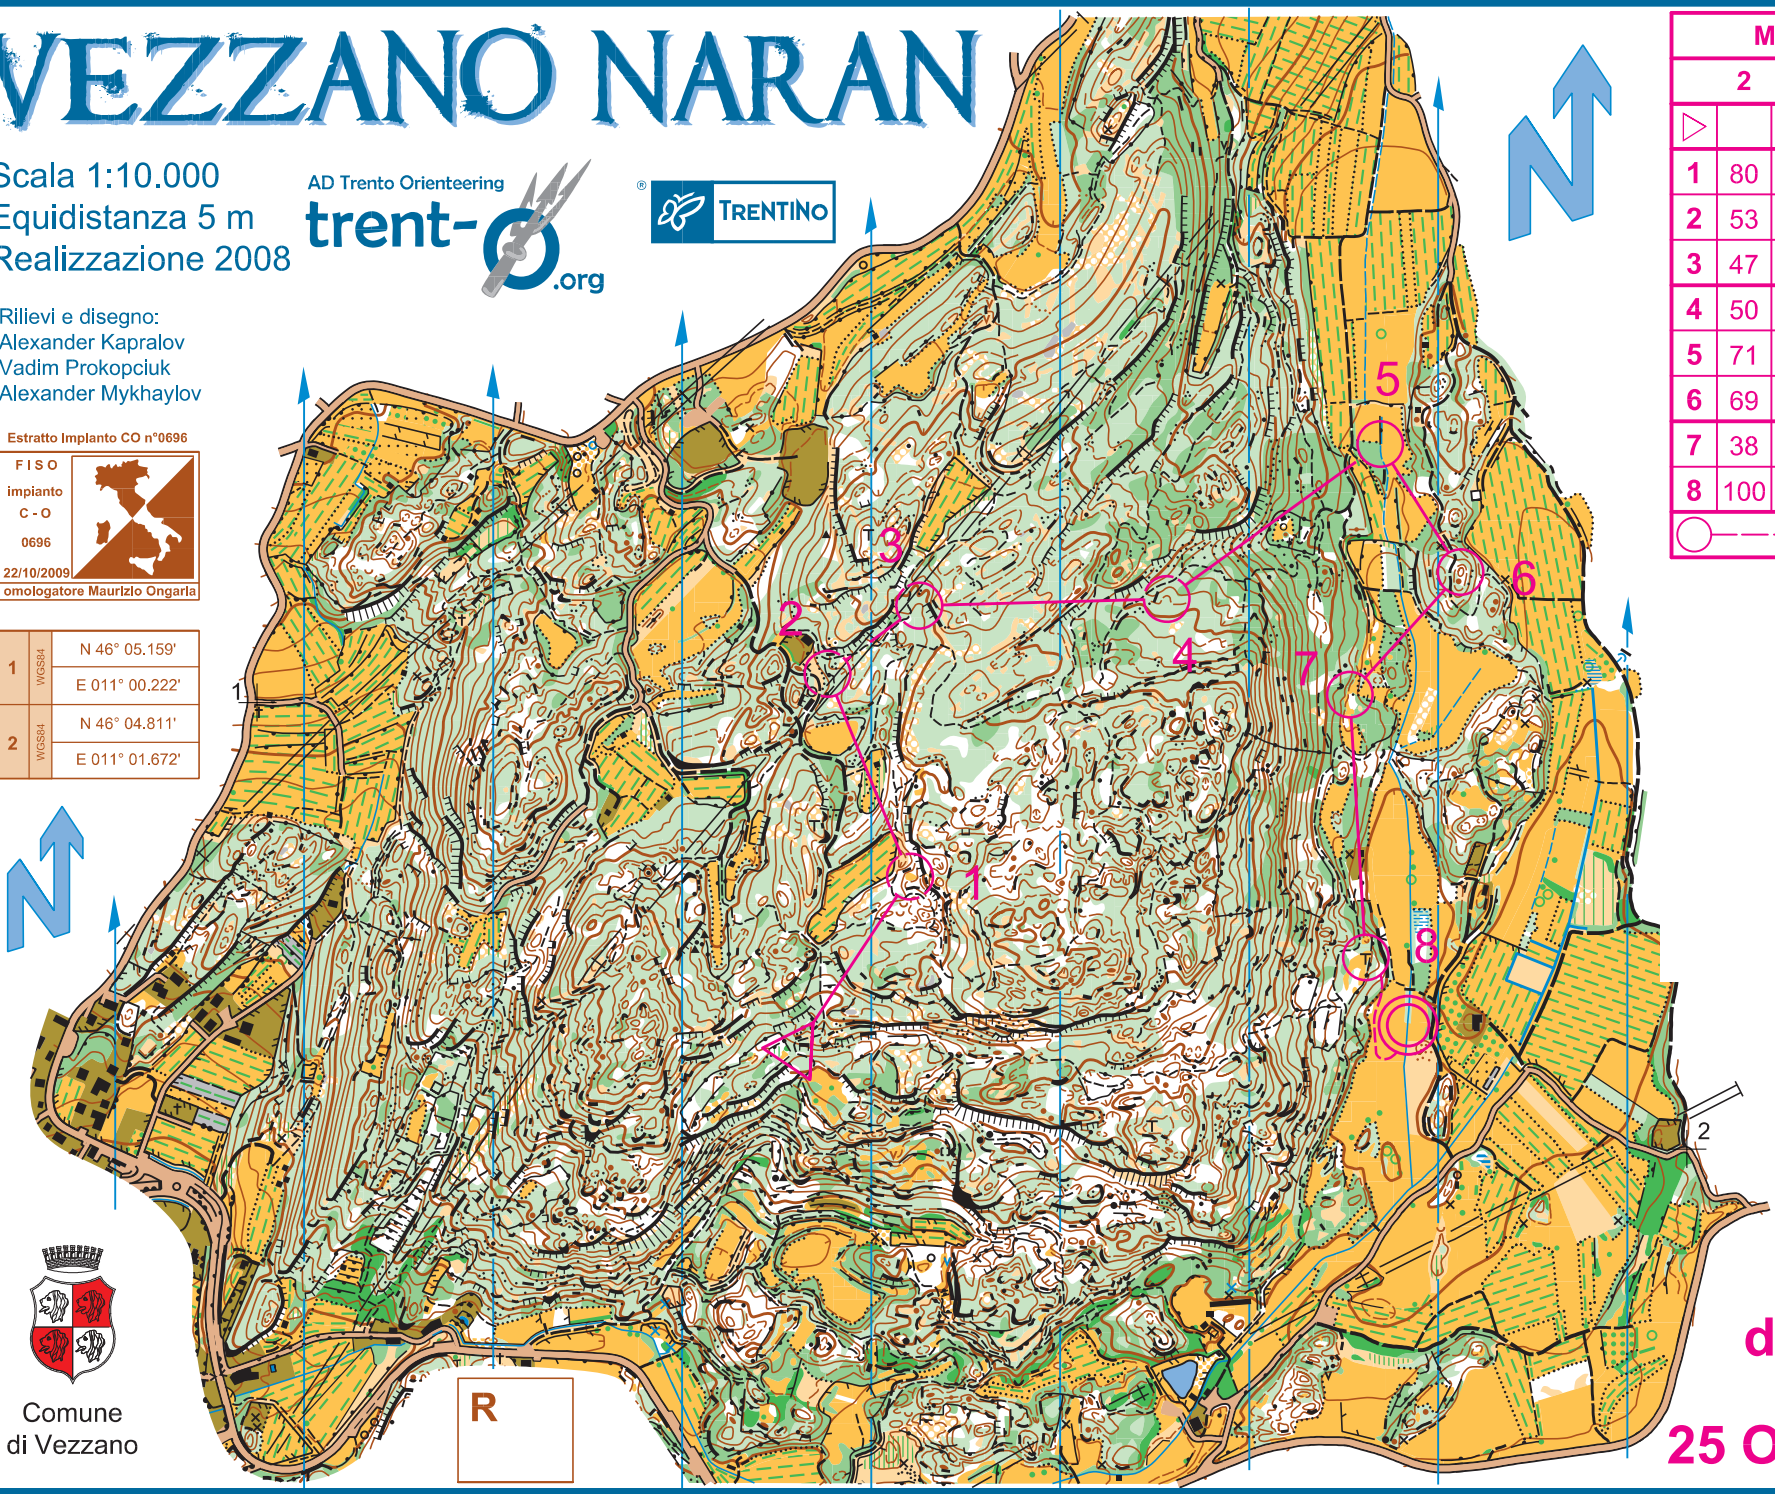 VEZZANO NARAN
Scala 1:10.000
Equidistanza 5 m
Realizzazione 2008
AD Trento Orienteering
trent-O
.org
® TRENTINO
Rilievi e disegno:
Alexander Kapralov
Vadim Prokopciuk
Alexander Mykhaylov
Estratto Impianto CO n°0696
FISO
impianto
C - O
0696
22/10/2009
omologatore Maurizio Ongaria
1 WGS84 N 46° 05.159'
E 011° 00.222'
2 WGS84 N 46° 04.811'
E 011° 01.672'
N
N
M
2
1 80
2 53
3 47
4 50
5 71
6 69
7 38
8 100
5
3
6
2
4
7
1
8
1
2
R
Comune
di Vezzano
d
25 O